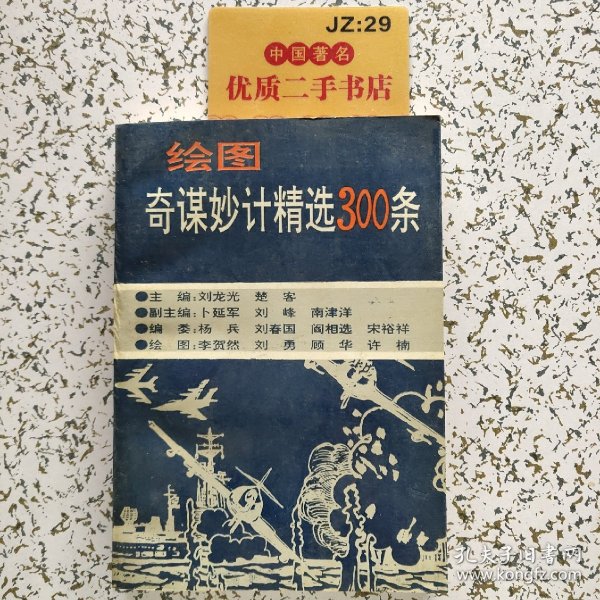 JZ:29
中国著名
优质二手书店
绘图
奇谋妙计精选300条
●主 编:刘龙光 楚 客
●副主编:卜延军 刘 峰 南津洋
●编 委:杨 兵 刘春国 阎相选 宋裕祥
●绘 图:李贺然 刘 勇 顾 华 许 楠
孔夫子旧书网
www.kongfz.com